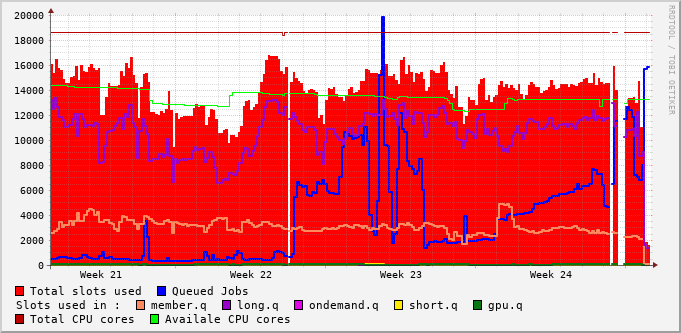 20000
18000
16000
14000
12000
10000
8000
6000
4000
2000
0
Week 21 Week 22 Week 23 Week 24
Total slots used Queued Jobs
Slots used in : member.q long.q ondemand.q short.q gpu.q
Total CPU cores Availale CPU cores
RRDTOOL / TOBI OETIKER